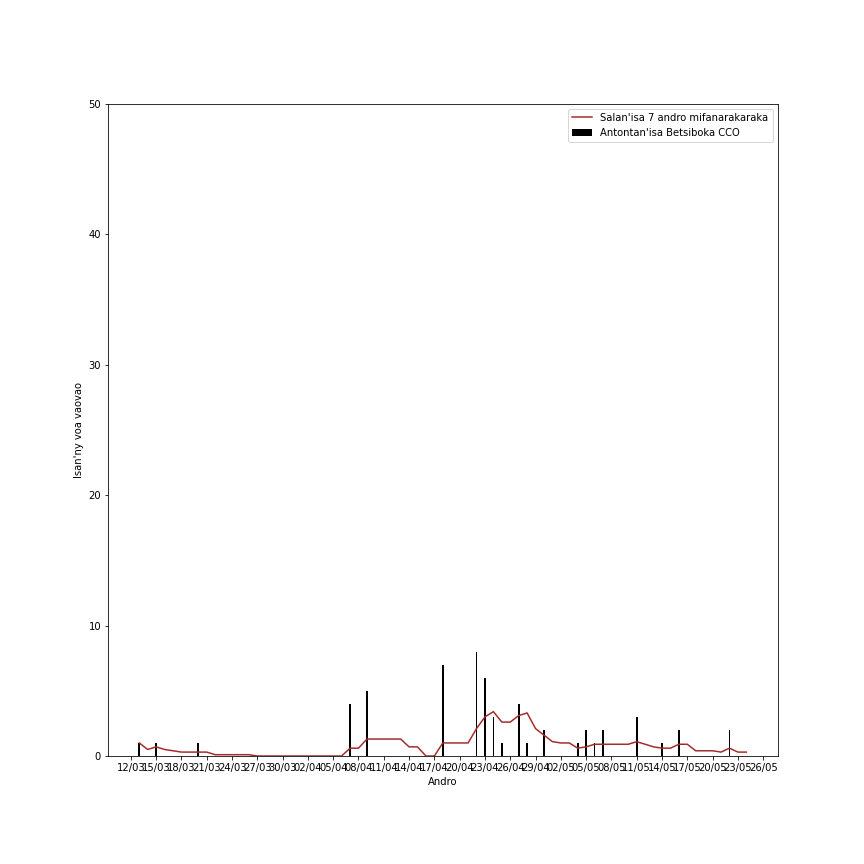 Salan'isa 7 andro mifanarakaraka
Antontan'isa Betsiboka CCO
50
40
30
20
10
0
Isan'ny voa vaovao
12/03 15/03 18/03 21/03 24/03 27/03 30/03 02/04 05/04 08/04 11/04 14/04 17/04 20/04 23/04 26/04 29/04 02/05 05/05 08/05 11/05 14/05 17/05 20/05 23/05 26/05
Andro